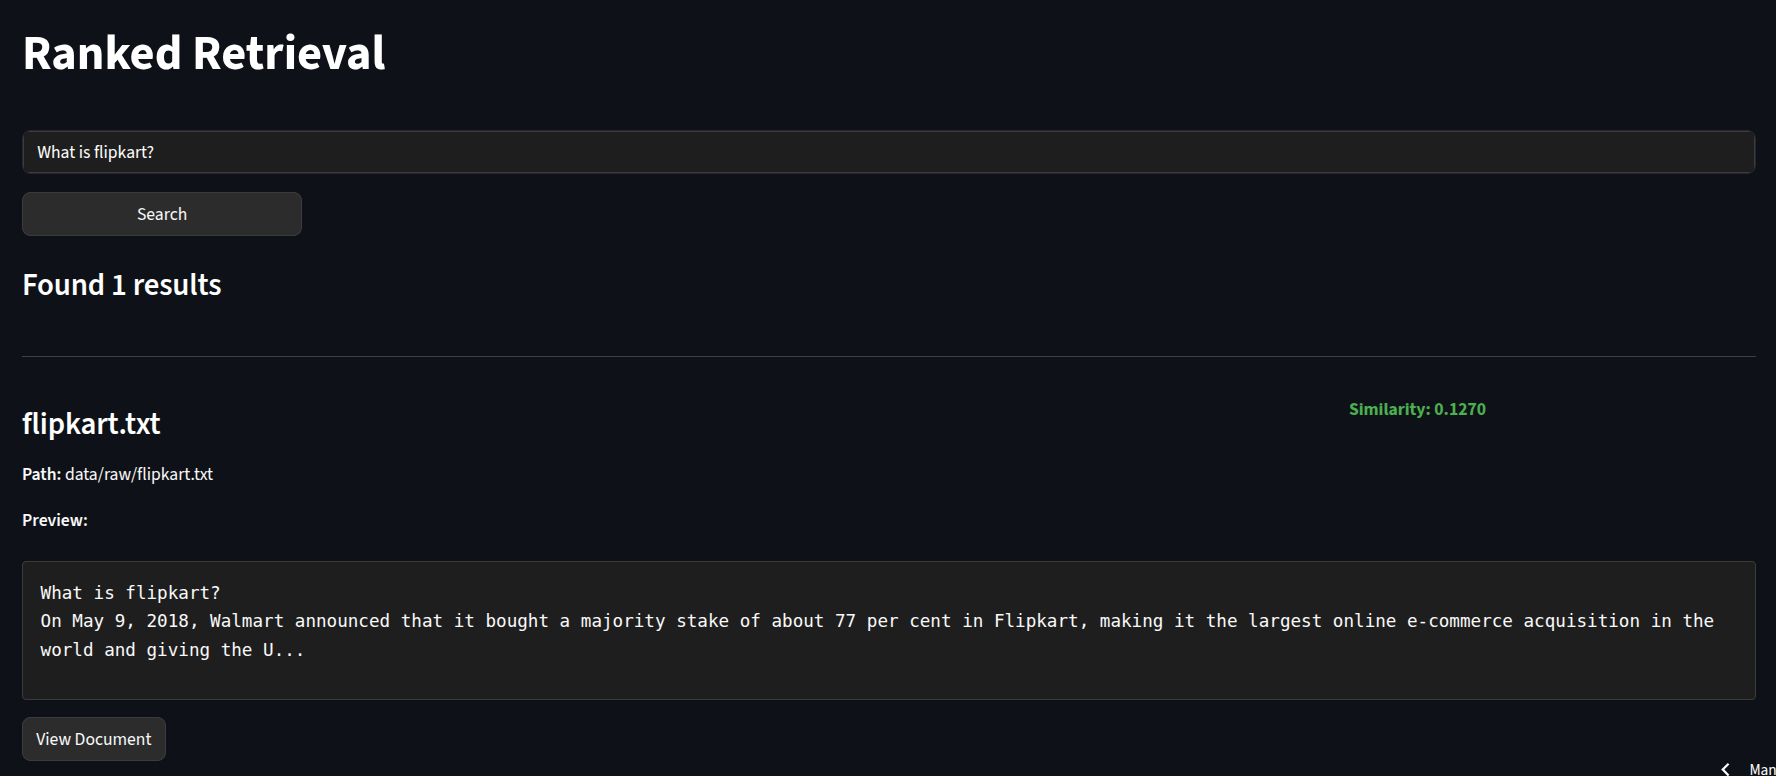 Ranked Retrieval
What is flipkart?
Search
Found 1 results
flipkart.txt
Similarity: 0.1270
Path: data/raw/flipkart.txt
Preview:
What is flipkart?
On May 9, 2018, Walmart announced that it bought a majority stake of about 77 per cent in Flipkart, making it the largest online e-commerce acquisition in the
world and giving the U...
View Document
Man